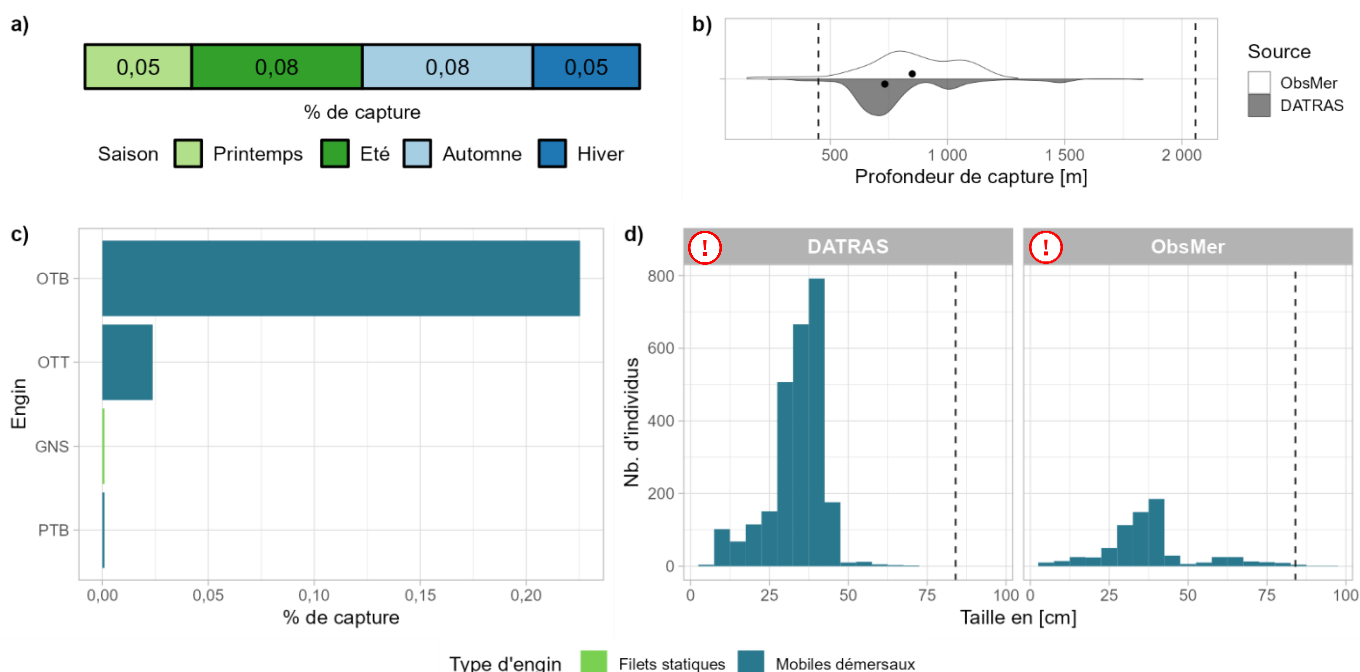 a)
0,05 0,08 0,08 0,05
% de capture
Saison Printemps Eté Automne Hiver
b)
500 1 000 1 500 2 000
Profondeur de capture [m]
Source
ObsMer
DATRAS
c)
Engin
OTB
OTT
GNS
PTB
0,00 0,05 0,10 0,15 0,20
% de capture
d)
! DATRAS ! ObsMer
Nb. d'individus
800
600
400
200
0
0 25 50 75 100 0 25 50 75 100
Taille en [cm]
Type d'engin Filets statiques Mobiles démersaux